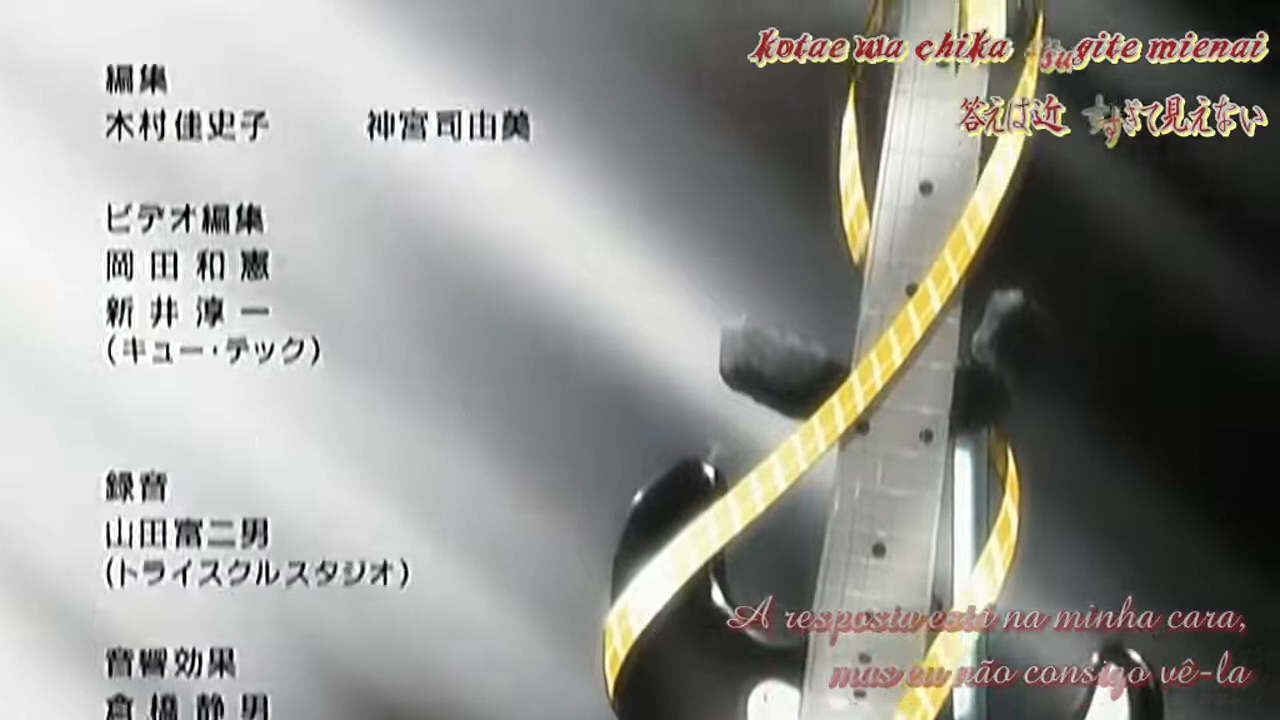 kotae wa chika sugite mienai
答えは近すぎて見えない
編集
木村佳史子 神宮司由美
ビデオ編集
岡田和憲
新井淳一
(キュー・テック)
録音
山田富二男
(トライスクルスタジオ)
音響効果
倉橋静男
A resposta está na minha cara,
mas eu não consigo vê-la